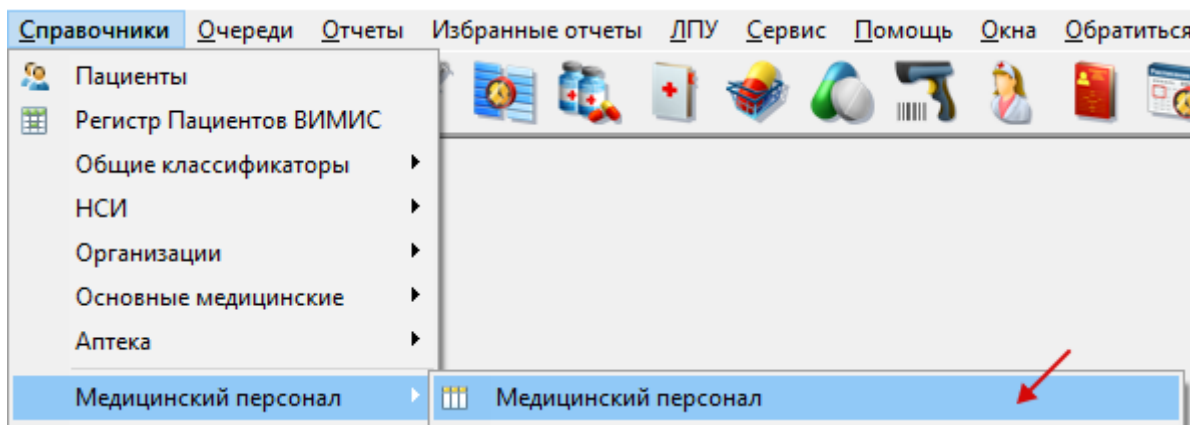 Справочники Очереди Отчеты Избранные отчеты ЛПУ Сервис Помощь Окна Обратиться
Пациенты
Регистр Пациентов ВИМИС
Общие классификаторы
НСИ
Организации
Основные медицинские
Аптека
Медицинский персонал Медицинский персонал